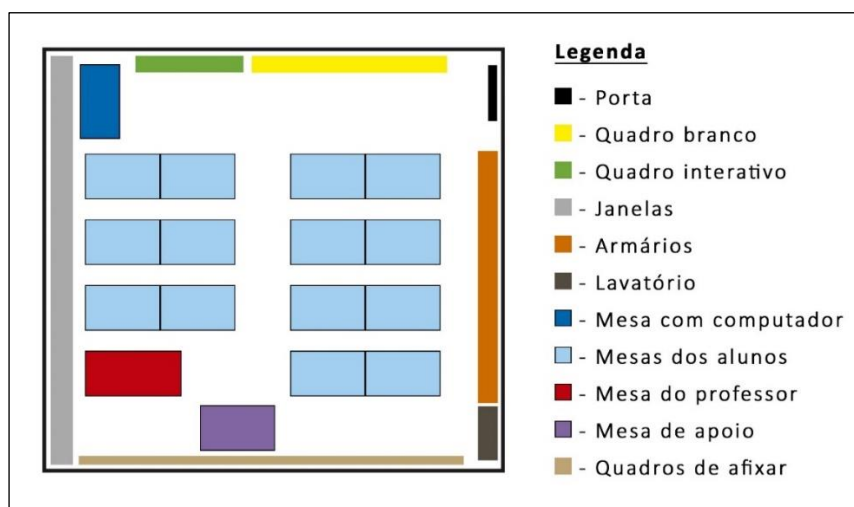 Legenda
- Porta
- Quadro branco
- Quadro interativo
- Janelas
- Armários
- Lavatório
- Mesa com computador
- Mesas dos alunos
- Mesa do professor
- Mesa de apoio
- Quadros de afixar